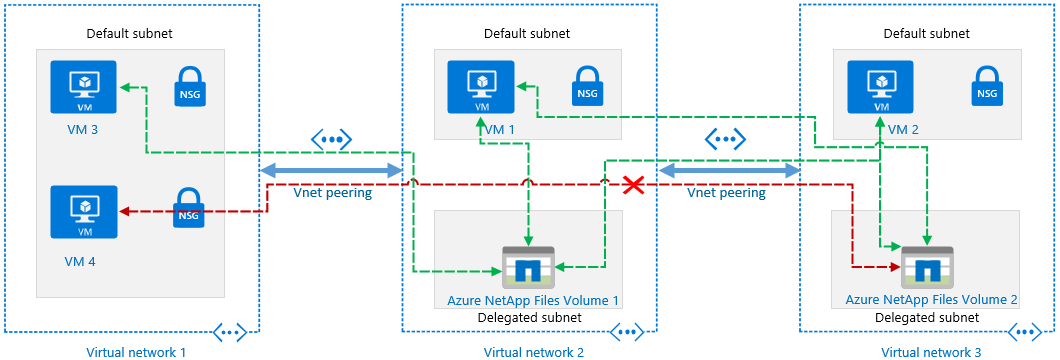 Default subnet
Default subnet
Default subnet
VM
NSG
VM
NSG
VM
NSG
VM 3
VM 1
VM 2
Vnet peering
Vnet peering
VM
NSG
VM 4
Azure NetApp Files Volume 1
Azure NetApp Files Volume 2
Delegated subnet
Delegated subnet
Virtual network 1
Virtual network 2
Virtual network 3